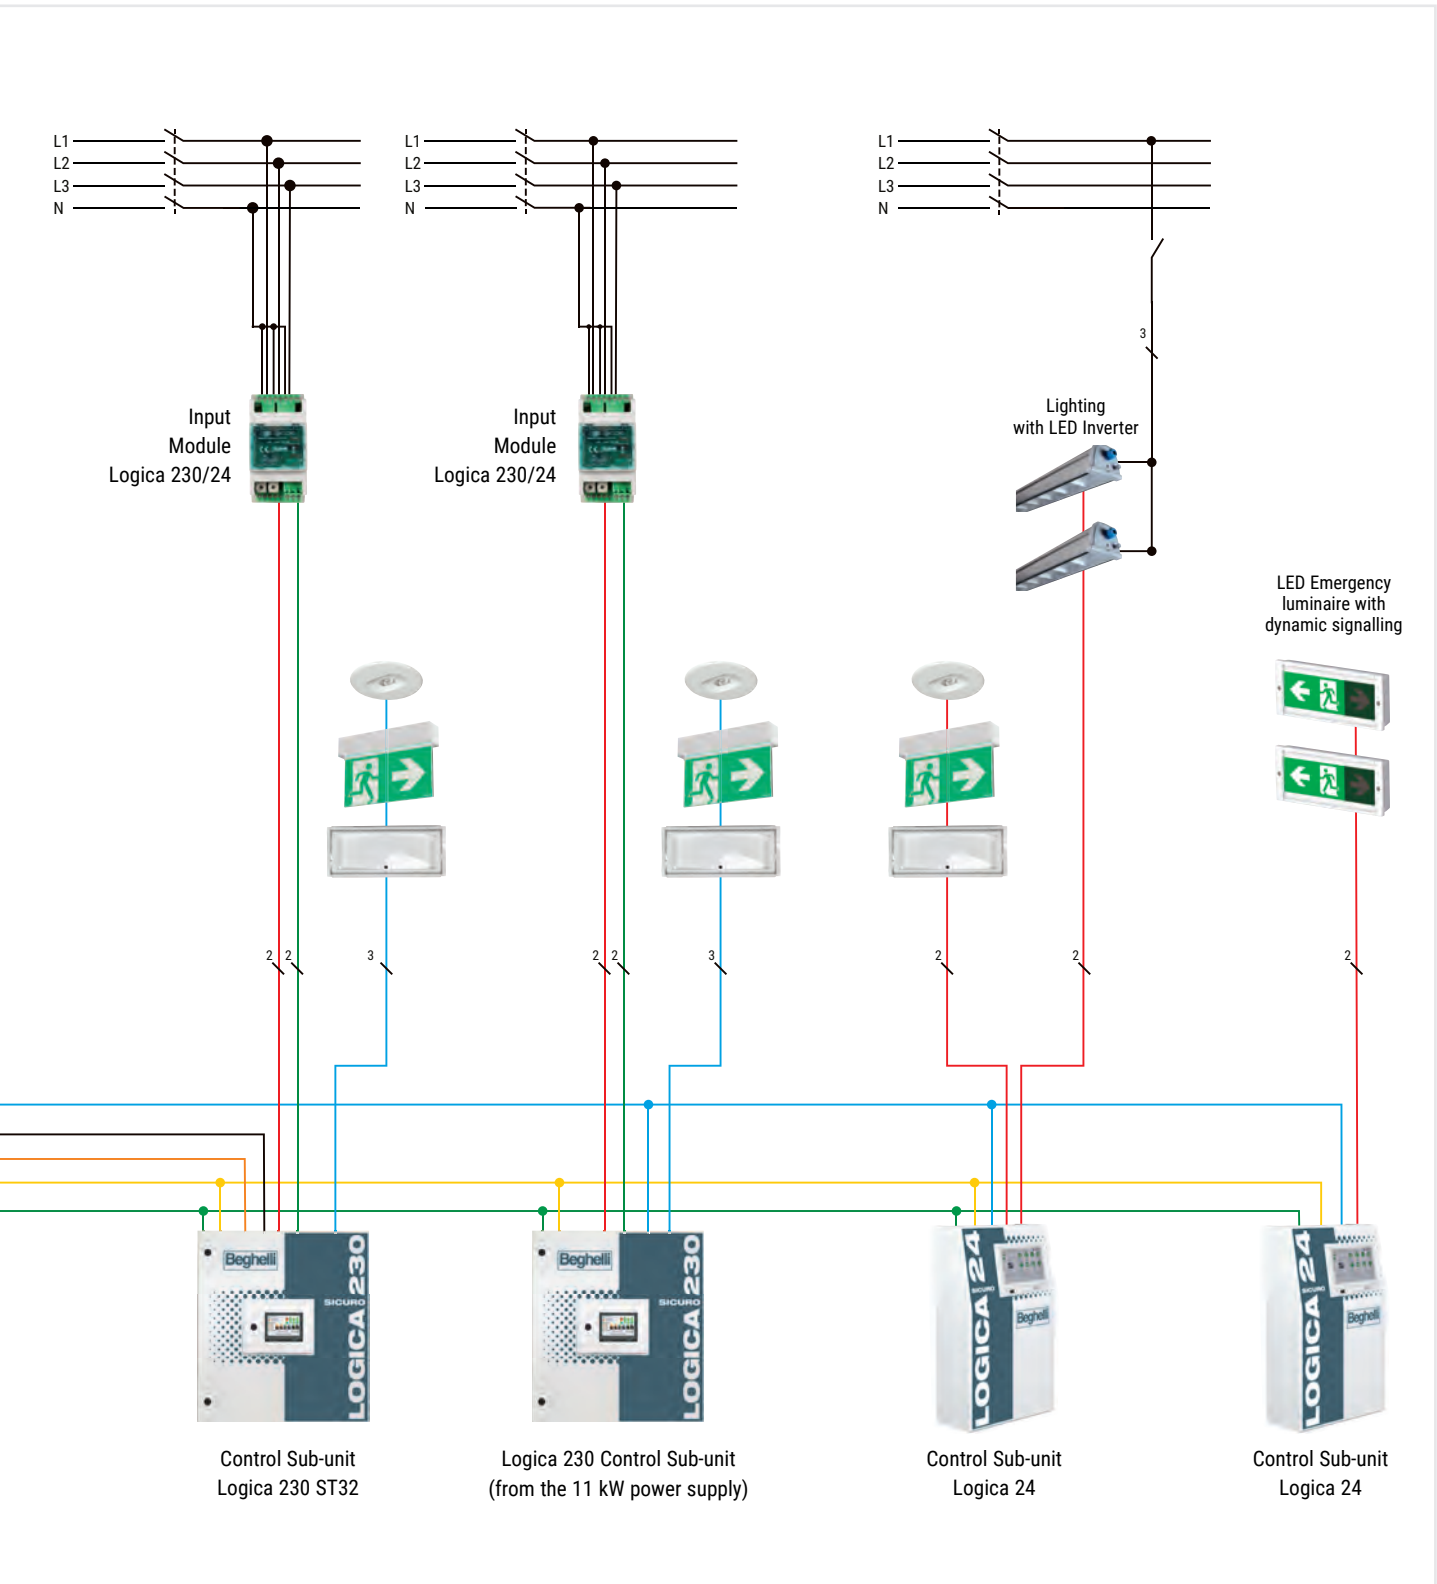 L1
L2
L3
N
L1
L2
L3
N
L1
L2
L3
N
3
Input
Module
Logica 230/24
Input
Module
Logica 230/24
Lighting
with LED Inverter
LED Emergency
luminaire with
dynamic signalling
2
2
3
2
2
3
2
2
2
Beghelli
SICURO
LOGICA 230
Beghelli
SICURO
LOGICA 230
SICURO
LOGICA 24
Beghelli
SICURO
LOGICA 24
Beghelli
Control Sub-unit
Logica 230 ST32
Logica 230 Control Sub-unit
(from the 11 kW power supply)
Control Sub-unit
Logica 24
Control Sub-unit
Logica 24